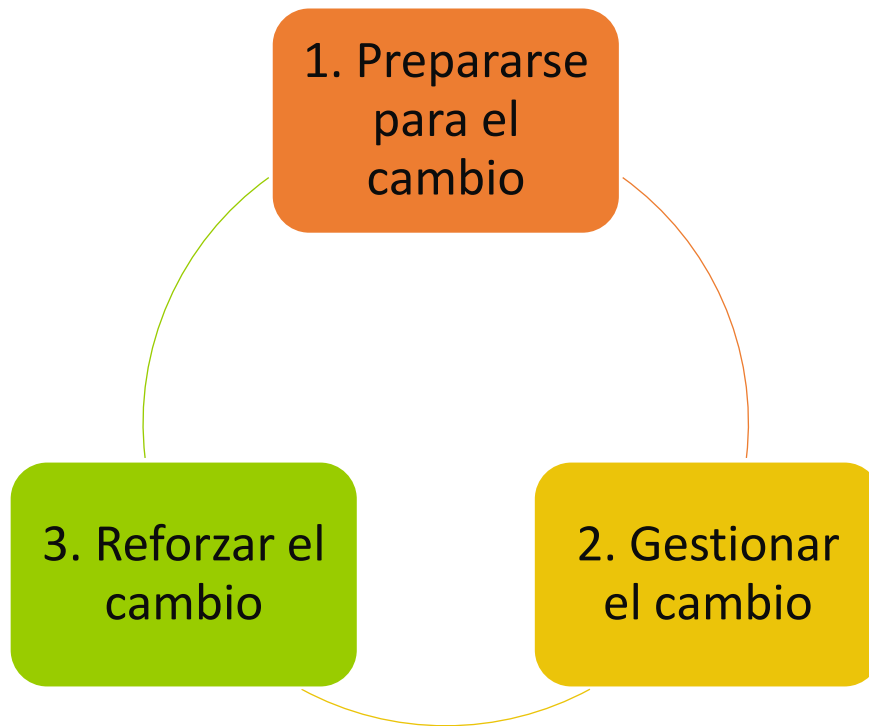 1. Prepararse
para el
cambio
3. Reforzar el
cambio
2. Gestionar
el cambio